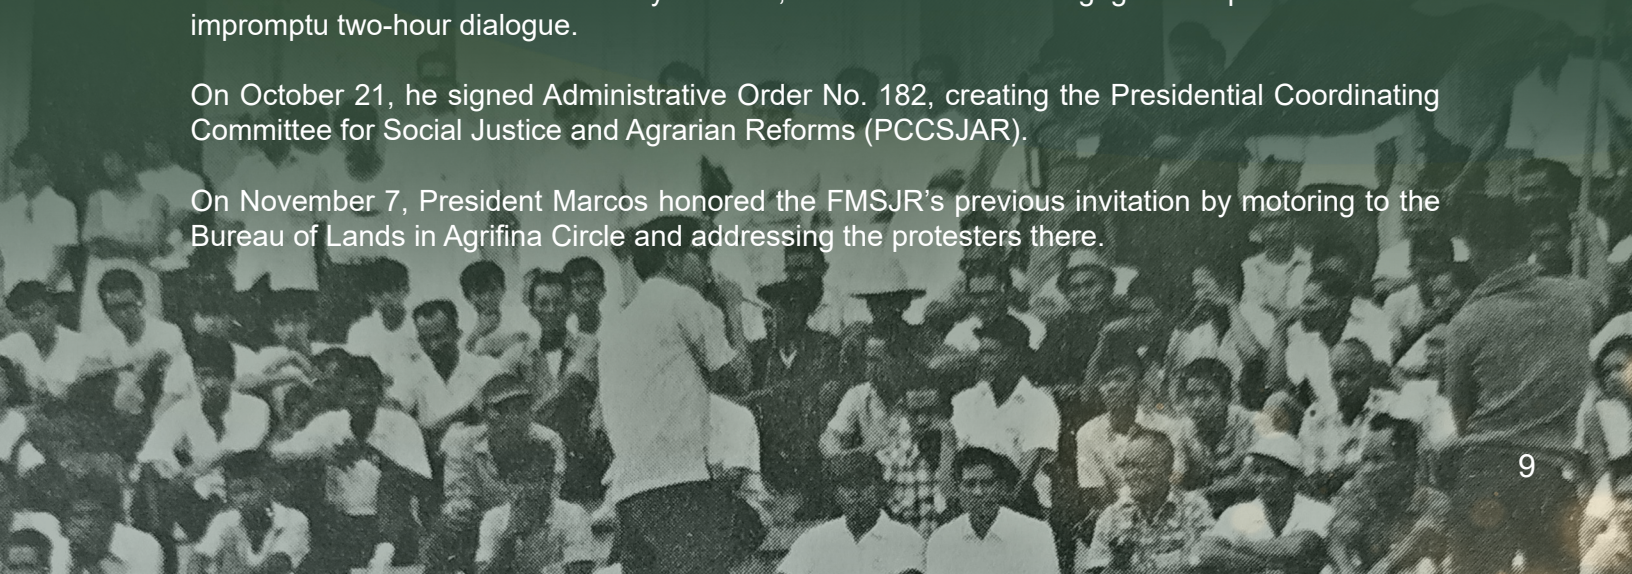 impromptu two-hour dialogue.
On October 21, he signed Administrative Order No. 182, creating the Presidential Coordinating
Committee for Social Justice and Agrarian Reforms (PCCSJAR).
On November 7, President Marcos honored the FMSJR’s previous invitation by motoring to the
Bureau of Lands in Agrifina Circle and addressing the protesters there.
9